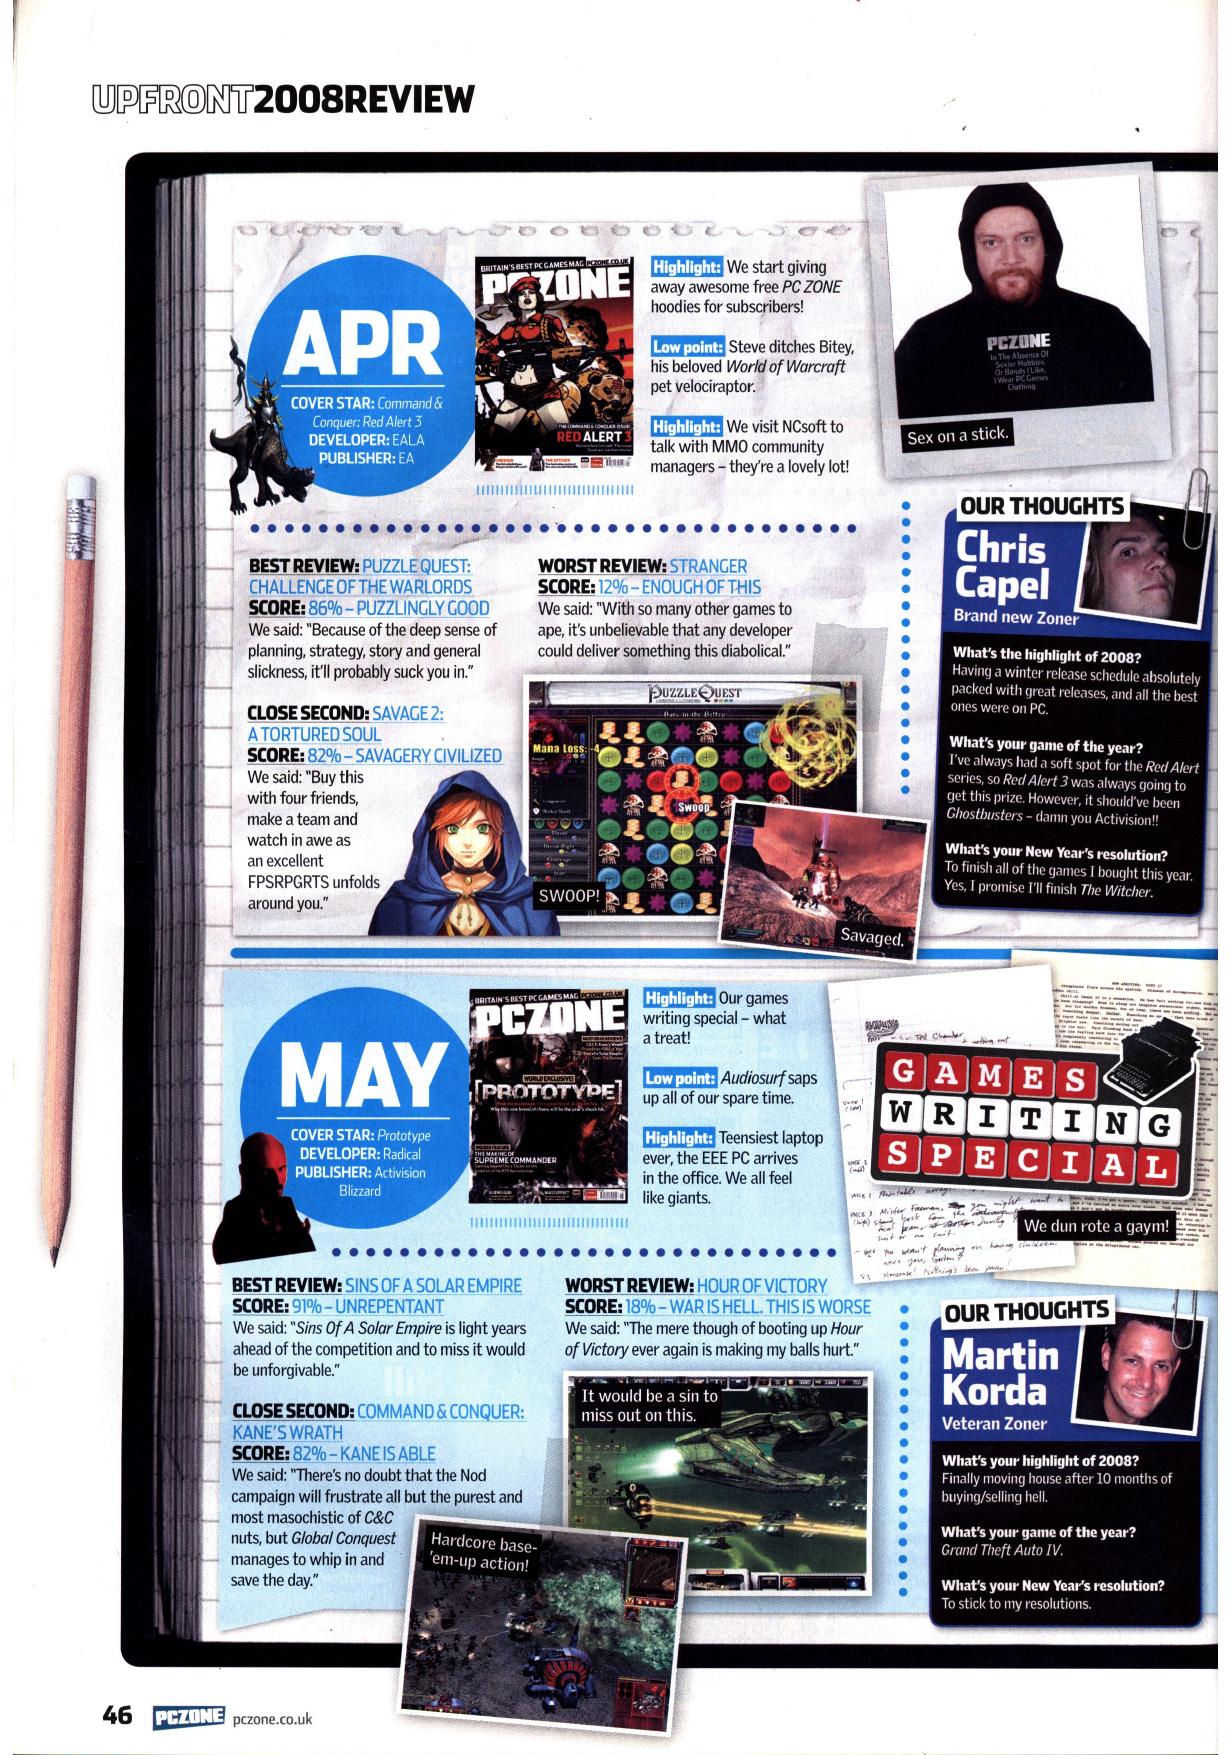 UPFRONT2008REVIEW
APR
COVER STAR: Command &
Conquer: Red Alert 3
DEVELOPER: EALA
PUBLISHER: EA
BRITAIN'S BEST PC GAMES MAG PCZONE.CO.UK
PCZONE
THE COMMAND & CONQUER ISSUE!
RED ALERT 3
Highlight: We start giving
away awesome free PC ZONE
hoodies for subscribers!
Low point: Steve ditches Bitey,
his beloved World of Warcraft
pet velociraptor.
Highlight: We visit NCsoft to
talk with MMO community
managers – they're a lovely lot!
PCZONE
In The Absence Of
Sexier Hobbies
Or Bands I Like,
I Wear PC Games
Clothing
Sex on a stick.
BEST REVIEW: PUZZLE QUEST:
CHALLENGE OF THE WARLORDS
SCORE: 86% – PUZZLINGLY GOOD
We said: "Because of the deep sense of
planning, strategy, story and general
slickness, it'll probably suck you in."
CLOSE SECOND: SAVAGE 2:
A TORTURED SOUL
SCORE: 82% – SAVAGERY CIVILIZED
We said: "Buy this
with four friends,
make a team and
watch in awe as
an excellent
FPSRPGRTS unfolds
around you."
WORST REVIEW: STRANGER
SCORE: 12% – ENOUGH OF THIS
We said: "With so many other games to
ape, it's unbelievable that any developer
could deliver something this diabolical."
PUZZLEQUEST
Mana Loss: -4
Swoop
SWOOP!
Savaged.
OUR THOUGHTS
Chris
Capel
Brand new Zoner
What's the highlight of 2008?
Having a winter release schedule absolutely
packed with great releases, and all the best
ones were on PC.
What's your game of the year?
I've always had a soft spot for the Red Alert
series, so Red Alert 3 was always going to
get this prize. However, it should've been
Ghostbusters – damn you Activision!!
What's your New Year's resolution?
To finish all of the games I bought this year.
Yes, I promise I'll finish The Witcher.
MAY
COVER STAR: Prototype
DEVELOPER: Radical
PUBLISHER: Activision
Blizzard
BRITAIN'S BEST PC GAMES MAG PCZONE.CO.UK
PCZONE
WORLD EXCLUSIVE!
[PROTOTYPE]
THE MAKING OF
SUPREME COMMANDER
Highlight: Our games
writing special – what
a treat!
Low point: Audiosurf saps
up all of our spare time.
Highlight: Teensiest laptop
ever, the EEE PC arrives
in the office. We all feel
like giants.
GAMES
WRITING
SPECIAL
We dun rote a gaym!
BEST REVIEW: SINS OF A SOLAR EMPIRE
SCORE: 91% – UNREPENTANT
We said: "Sins Of A Solar Empire is light years
ahead of the competition and to miss it would
be unforgivable."
CLOSE SECOND: COMMAND & CONQUER:
KANE'S WRATH
SCORE: 82% – KANE IS ABLE
We said: "There's no doubt that the Nod
campaign will frustrate all but the purest and
most masochistic of C&C
nuts, but Global Conquest
manages to whip in and
save the day."
WORST REVIEW: HOUR OF VICTORY
SCORE: 18% – WAR IS HELL. THIS IS WORSE
We said: "The mere though of booting up Hour
of Victory ever again is making my balls hurt."
It would be a sin to
miss out on this.
Hardcore base-
'em-up action!
OUR THOUGHTS
Martin
Korda
Veteran Zoner
What's your highlight of 2008?
Finally moving house after 10 months of
buying/selling hell.
What's your game of the year?
Grand Theft Auto IV.
What's your New Year's resolution?
To stick to my resolutions.
46 PCZONE pczone.co.uk